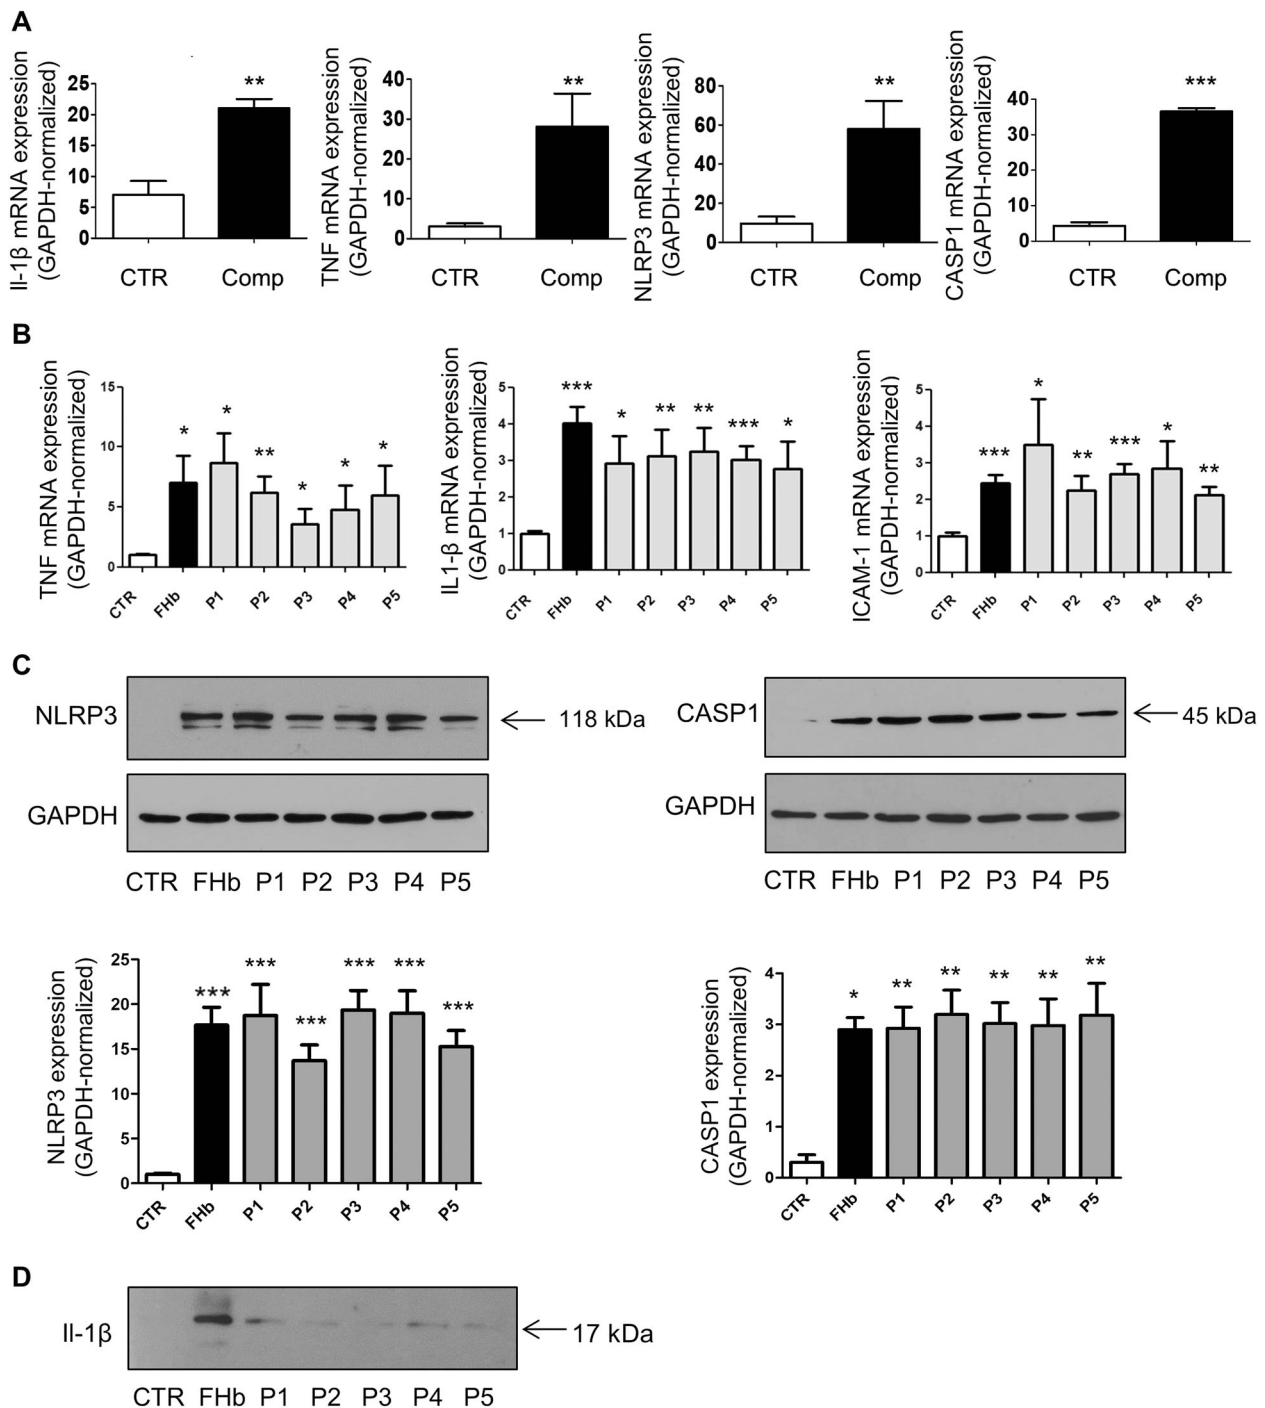 A
Il-1β mRNA expression
(GAPDH-normalized)
25
20
15
10
5
0
**
CTR
Comp
TNF mRNA expression
(GAPDH-normalized)
40
30
20
10
0
**
CTR
Comp
NLRP3 mRNA expression
(GAPDH-normalized)
80
60
40
20
0
**
CTR
Comp
CASP1 mRNA expression
(GAPDH-normalized)
40
30
20
10
0
***
CTR
Comp
B
TNF mRNA expression
(GAPDH-normalized)
15
10
5
0
* * ** * * *
CTR FHb P1 P2 P3 P4 P5
IL1-β mRNA expression
(GAPDH-normalized)
5
4
3
2
1
0
*** * ** ** *** *
CTR FHb P1 P2 P3 P4 P5
ICAM-1 mRNA expression
(GAPDH-normalized)
5
4
3
2
1
0
*** * ** *** * **
CTR FHb P1 P2 P3 P4 P5
C
NLRP3
118 kDa
GAPDH
CTR FHb P1 P2 P3 P4 P5
CASP1
45 kDa
GAPDH
CTR FHb P1 P2 P3 P4 P5
NLRP3 expression
(GAPDH-normalized)
25
20
15
10
5
0
*** *** *** *** *** ***
CTR FHb P1 P2 P3 P4 P5
CASP1 expression
(GAPDH-normalized)
4
3
2
1
0
* ** ** ** ** **
CTR FHb P1 P2 P3 P4 P5
D
Il-1β
17 kDa
CTR FHb P1 P2 P3 P4 P5